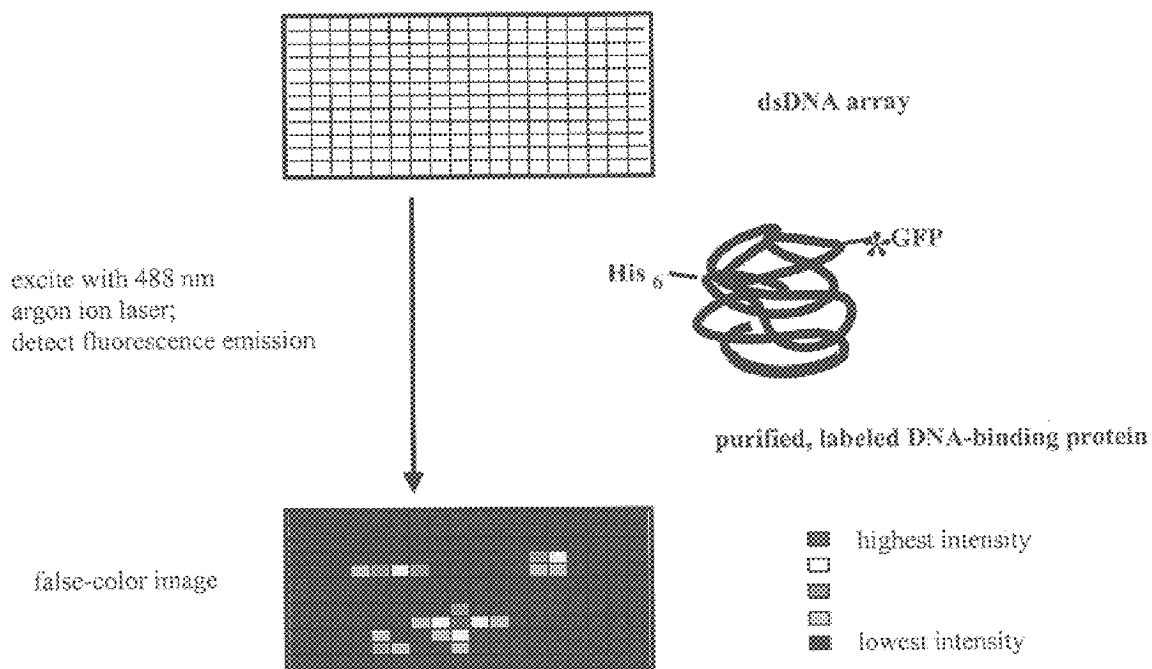 dsDNA array
excite with 488 nm
argon ion laser;
detect fluorescence emission
GFP
His 6
purified, labeled DNA-binding protein
false-color image
highest intensity
lowest intensity